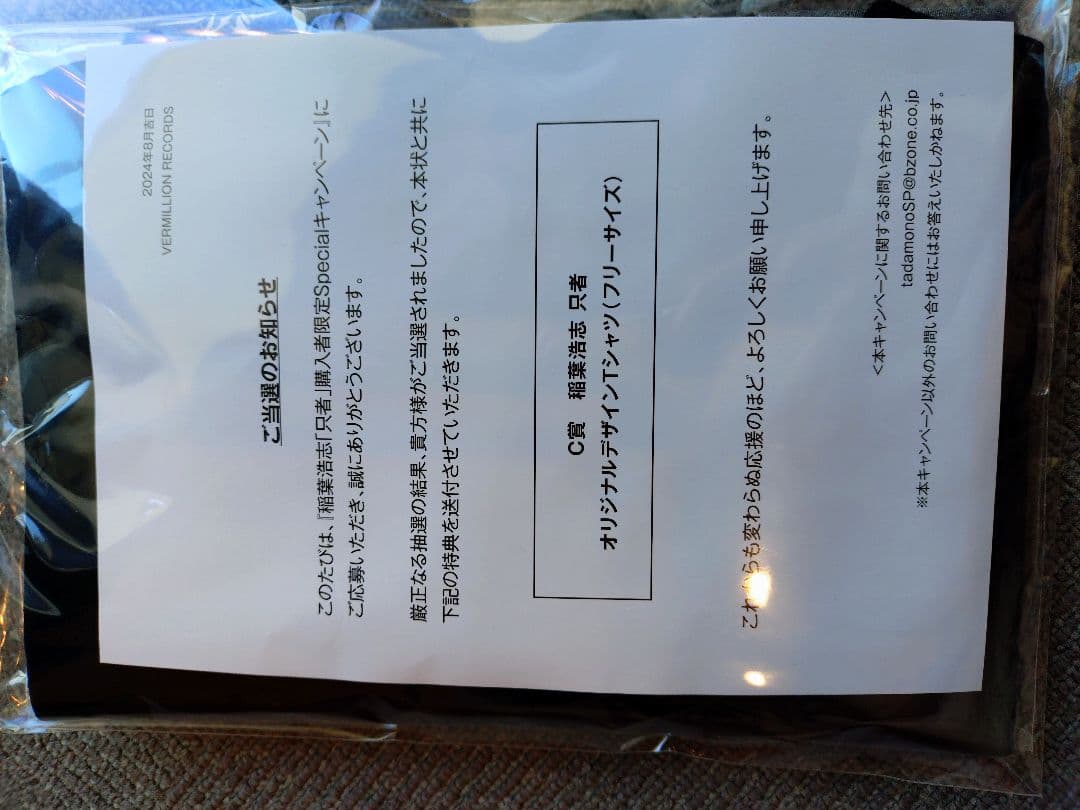 2024年8月吉日
VERMILLION RECORDS
ご当選のお知らせ
このたびは、『稲葉浩志「只者」購入者限定Specialキャンペーン』に
ご応募いただき、誠にありがとうございます。
厳正なる抽選の結果、貴方様がご当選されましたので、本状と共に
下記の特典を送付させていただきます。
C賞 稲葉浩志 只者
オリジナルデザインTシャツ（フリーサイズ）
これからも変わらぬ応援のほど、よろしくお願い申し上げます。
<本キャンペーンに関するお問い合わせ先>
tadamonoSP@bzone.co.jp
※本キャンペーン以外のお問い合わせにはお答えいたしかねます。